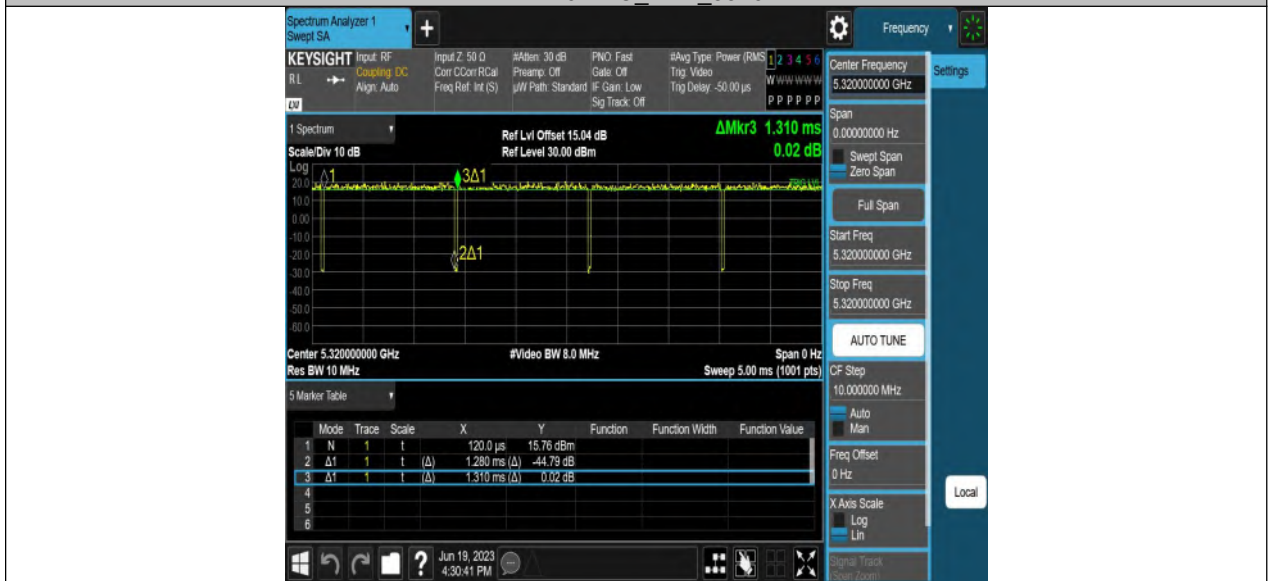 Spectrum Analyzer 1
Swept SA
+
Frequency
KEYSIGHT
RL
LXI
Input: RF
Coupling: DC
Align: Auto
Input Z: 50 Ω
Corr CCorr RCal
Freq Ref: Int (S)
#Atten: 30 dB
Preamp: Off
µW Path: Standard
PNO: Fast
Gate: Off
IF Gain: Low
Sig Track: Off
#Avg Type: Power (RMS
Trig: Video
Trig Delay: -50.00 µs
1 2 3 4 5 6
W W W W W W
P P P P P P
Center Frequency
5.320000000 GHz
Settings
1 Spectrum
Ref Lvl Offset 15.04 dB
ΔMkr3 1.310 ms
Scale/Div 10 dB
Ref Level 30.00 dBm
0.02 dB
Log
20.0
10.0
0.00
-10.0
-20.0
-30.0
-40.0
-50.0
-60.0
1
3Δ1
2Δ1
Center 5.320000000 GHz
#Video BW 8.0 MHz
Span 0 Hz
Res BW 10 MHz
Sweep 5.00 ms (1001 pts)
Span
0.00000000 Hz
Swept Span
Zero Span
Full Span
Start Freq
5.320000000 GHz
Stop Freq
5.320000000 GHz
AUTO TUNE
CF Step
10.000000 MHz
Auto
Man
Freq Offset
0 Hz
X Axis Scale
Log
Lin
Signal Track
(Span Zoom)
Local
5 Marker Table
Mode Trace Scale X Y Function Function Width Function Value
1 N 1 t 120.0 µs 15.76 dBm
2 Δ1 1 t (Δ) 1.280 ms (Δ) -44.79 dB
3 Δ1 1 t (Δ) 1.310 ms (Δ) 0.02 dB
4
5
6
?
Jun 19, 2023
4:30:41 PM